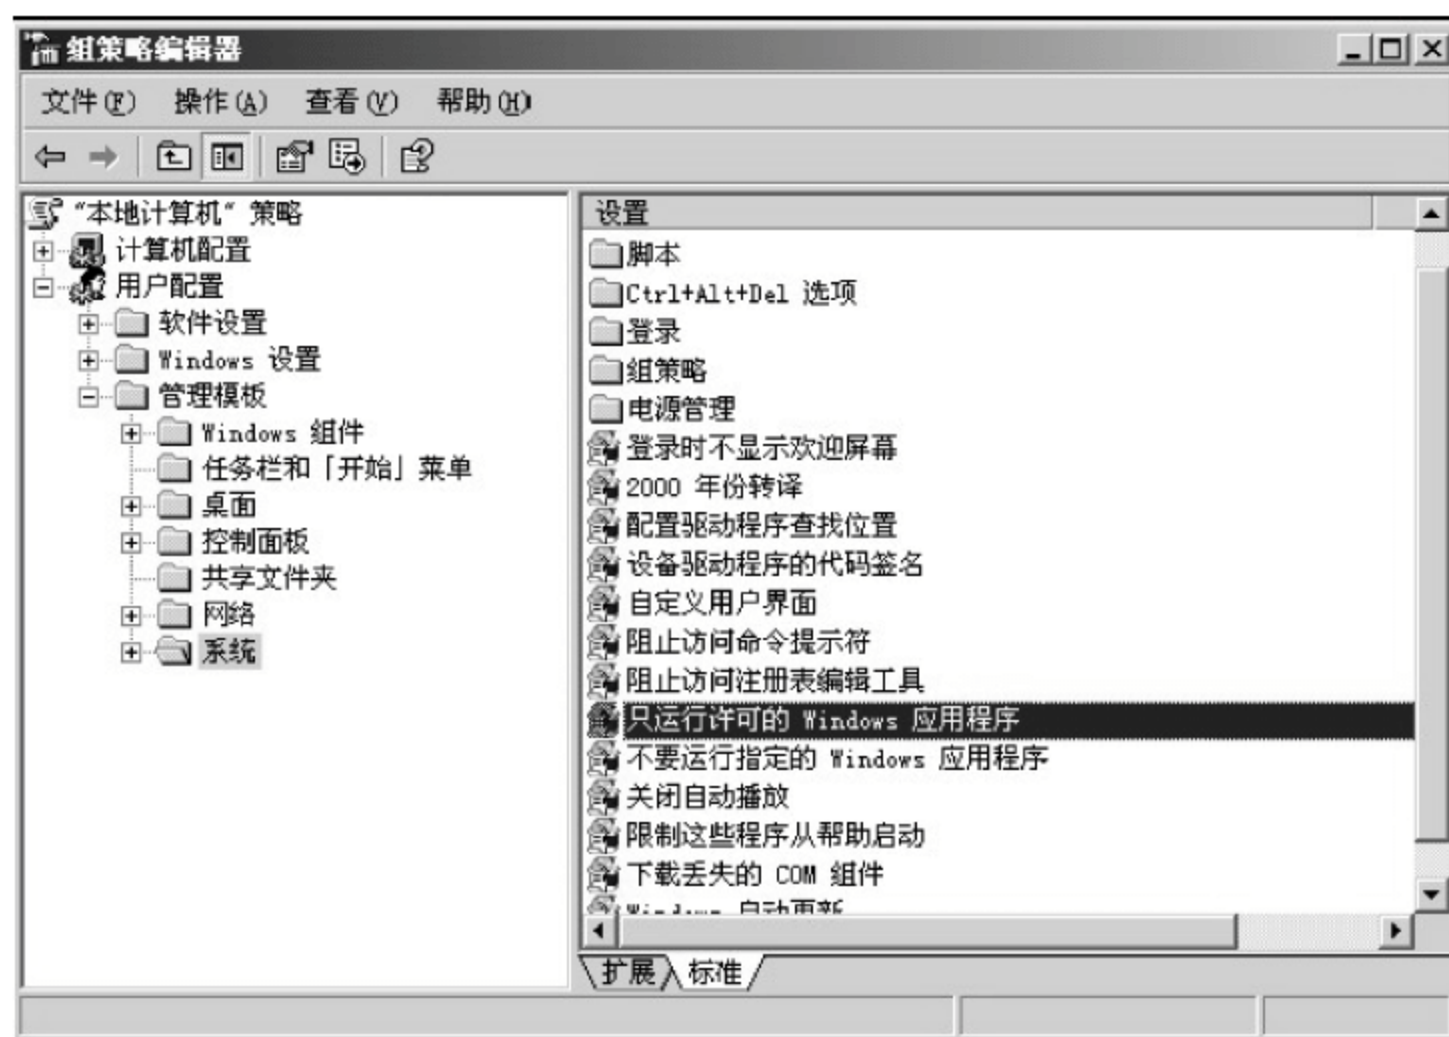 组策略编辑器
文件(F) 操作(A) 查看(V) 帮助(H)
“本地计算机”策略
计算机配置
用户配置
软件设置
Windows 设置
管理模板
Windows 组件
任务栏和「开始」菜单
桌面
控制面板
共享文件夹
网络
系统
设置
脚本
Ctrl+Alt+Del 选项
登录
组策略
电源管理
登录时不显示欢迎屏幕
2000 年份转译
配置驱动程序查找位置
设备驱动程序的代码签名
自定义用户界面
阻止访问命令提示符
阻止访问注册表编辑工具
只运行许可的 Windows 应用程序
不要运行指定的 Windows 应用程序
关闭自动播放
限制这些程序从帮助启动
下载丢失的 COM 组件
Windows 自动更新
扩展 标准